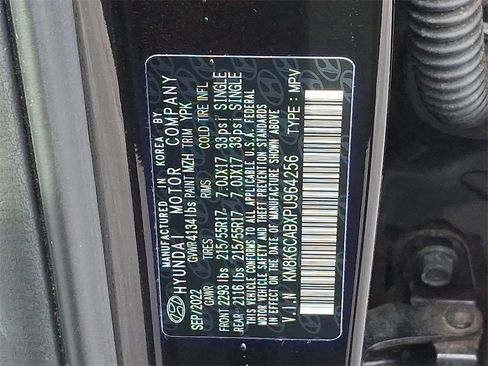 MANUFACTURED IN KOREA BY
HYUNDAI MOTOR COMPANY
SEP/2022 GVWR 4134 lbs PAINT MZH TRIM YPK
GAWR TIRES RIMS COLD TIRE INFL
FRONT 2293 lbs 215/55R17 7.0JX17 33psi SINGLE
REAR 2116 lbs 215/55R17 7.0JX17 33psi SINGLE
THIS VEHICLE CONFORMS TO ALL APPLICABLE U.S.A. FEDERAL
MOTOR VEHICLE SAFETY, BUMPER, AND THEFT PREVENTION STANDARDS
IN EFFECT ON THE DATE OF MANUFACTURE SHOWN ABOVE
V.I.N : KM8K6CABXPU964256 TYPE : MPV